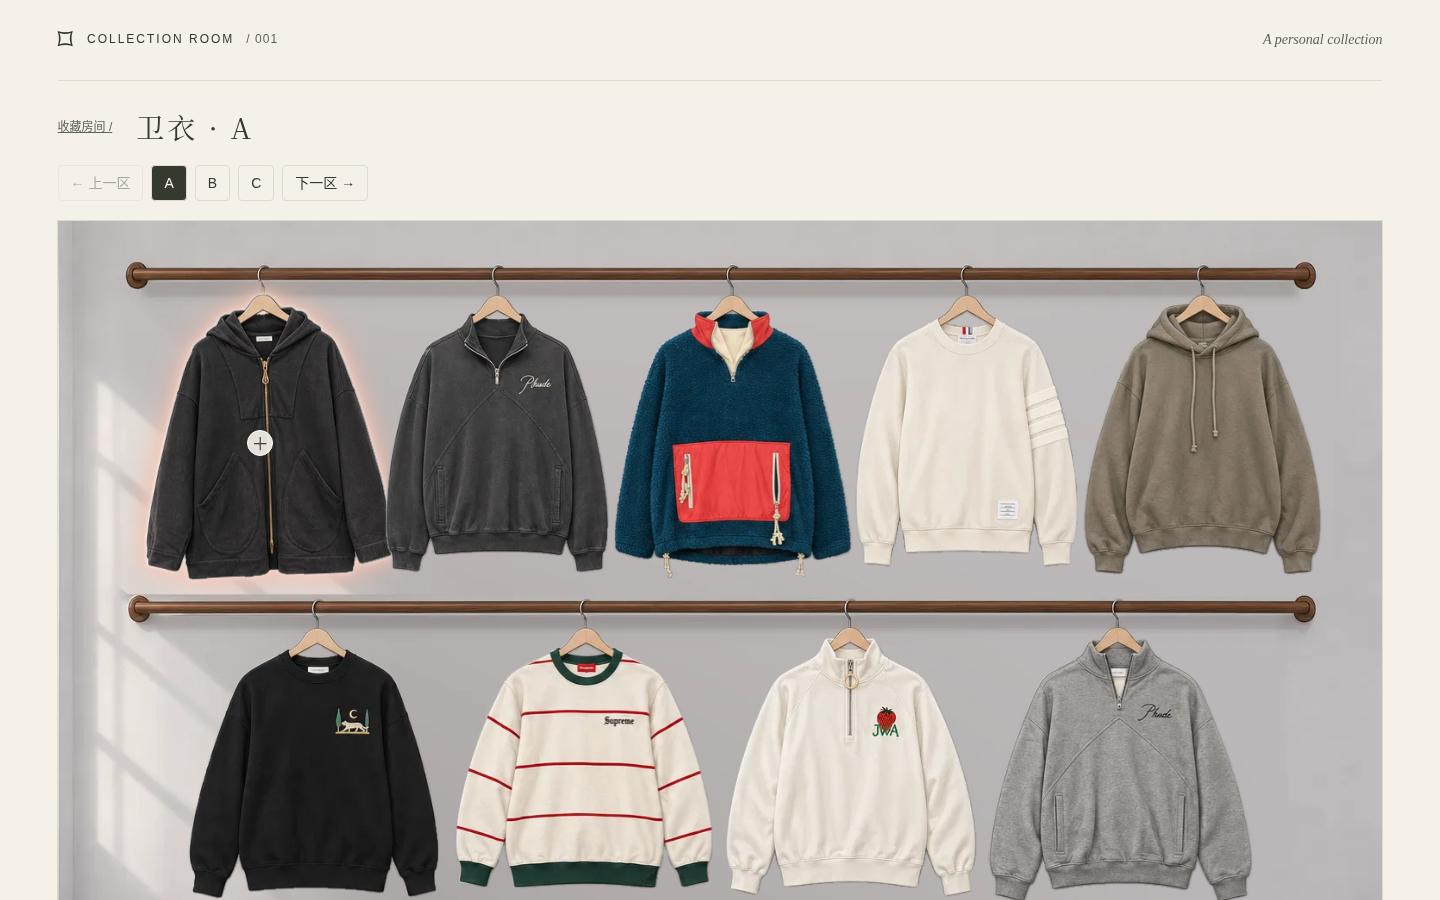 COLLECTION ROOM / 001
A personal collection
收藏房间 /
卫衣 · A
← 上一区
A
B
C
下一区 →
Rhude
Supreme
JWA
Rhude